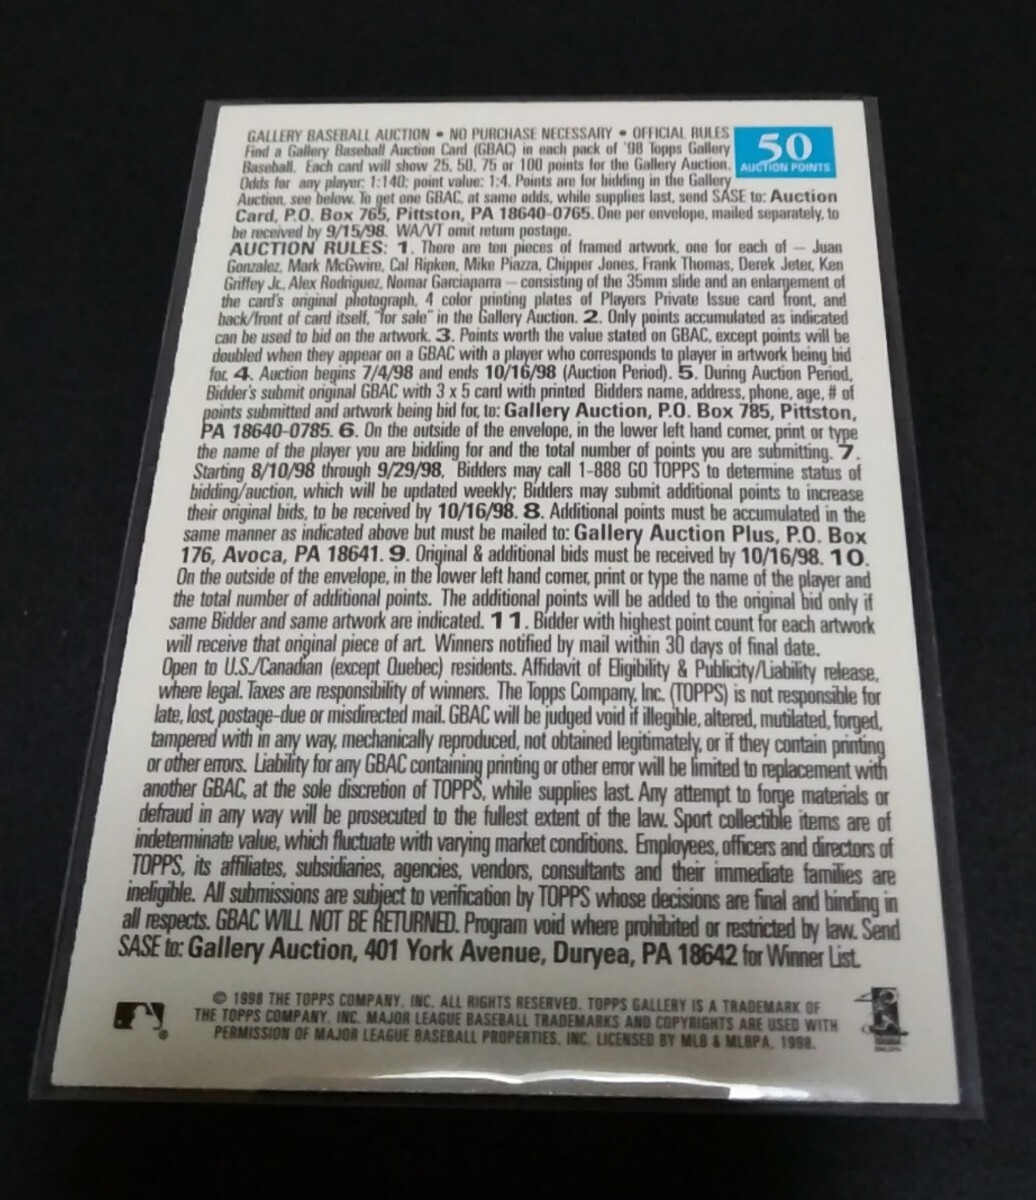 GALLERY BASEBALL AUCTION • NO PURCHASE NECESSARY • OFFICIAL RULES
Find a Gallery Baseball Auction Card (GBAC) in each pack of '98 Topps Gallery
Baseball. Each card will show 25, 50, 75 or 100 points for the Gallery Auction.
Odds for any player: 1:140; point value: 1:4. Points are for bidding in the Gallery
50
AUCTION POINTS
Auction, see below. To get one GBAC, at same odds, while supplies last, send SASE to: Auction
Card, P.O. Box 765, Pittston, PA 18640-0765. One per envelope, mailed separately, to
be received by 9/15/98. WA/VT omit return postage.
AUCTION RULES: 1. There are ten pieces of framed artwork, one for each of — Juan
Gonzalez, Mark McGwire, Cal Ripken, Mike Piazza, Chipper Jones, Frank Thomas, Derek Jeter, Ken
Griffey Jr., Alex Rodriguez, Nomar Garciaparra — consisting of the 35mm slide and an enlargement of
the card's original photograph, 4 color printing plates of Players Private Issue card front, and
back/front of card itself, "for sale" in the Gallery Auction. 2. Only points accumulated as indicated
can be used to bid on the artwork. 3. Points worth the value stated on GBAC, except points will be
doubled when they appear on a GBAC with a player who corresponds to player in artwork being bid
for. 4. Auction begins 7/4/98 and ends 10/16/98 (Auction Period). 5. During Auction Period,
Bidder's submit original GBAC with 3 x 5 card with printed Bidders name, address, phone, age, # of
points submitted and artwork being bid for, to: Gallery Auction, P.O. Box 785, Pittston,
PA 18640-0785. 6. On the outside of the envelope, in the lower left hand corner, print or type
the name of the player you are bidding for and the total number of points you are submitting. 7.
Starting 8/10/98 through 9/29/98, Bidders may call 1-888 GO TOPPS to determine status of
bidding/auction, which will be updated weekly; Bidders may submit additional points to increase
their original bids, to be received by 10/16/98. 8. Additional points must be accumulated in the
same manner as indicated above but must be mailed to: Gallery Auction Plus, P.O. Box
176, Avoca, PA 18641. 9. Original & additional bids must be received by 10/16/98. 10.
On the outside of the envelope, in the lower left hand corner, print or type the name of the player and
the total number of additional points. The additional points will be added to the original bid only if
same Bidder and same artwork are indicated. 11. Bidder with highest point count for each artwork
will receive that original piece of art. Winners notified by mail within 30 days of final date.
Open to U.S./Canadian (except Quebec) residents. Affidavit of Eligibility & Publicity/Liability release,
where legal. Taxes are responsibility of winners. The Topps Company, Inc. (TOPPS) is not responsible for
late, lost, postage-due or misdirected mail. GBAC will be judged void if illegible, altered, mutilated, forged,
tampered with in any way, mechanically reproduced, not obtained legitimately, or if they contain printing
or other errors. Liability for any GBAC containing printing or other error will be limited to replacement with
another GBAC, at the sole discretion of TOPPS, while supplies last. Any attempt to forge materials or
defraud in any way will be prosecuted to the fullest extent of the law. Sport collectible items are of
indeterminate value, which fluctuate with varying market conditions. Employees, officers and directors of
TOPPS, its affiliates, subsidiaries, agencies, vendors, consultants and their immediate families are
ineligible. All submissions are subject to verification by TOPPS whose decisions are final and binding in
all respects. GBAC WILL NOT BE RETURNED. Program void where prohibited or restricted by law. Send
SASE to: Gallery Auction, 401 York Avenue, Duryea, PA 18642 for Winner List.
© 1998 THE TOPPS COMPANY, INC. ALL RIGHTS RESERVED. TOPPS GALLERY IS A TRADEMARK OF
THE TOPPS COMPANY, INC. MAJOR LEAGUE BASEBALL TRADEMARKS AND COPYRIGHTS ARE USED WITH
PERMISSION OF MAJOR LEAGUE BASEBALL PROPERTIES, INC. LICENSED BY MLB & MLBPA, 1998.